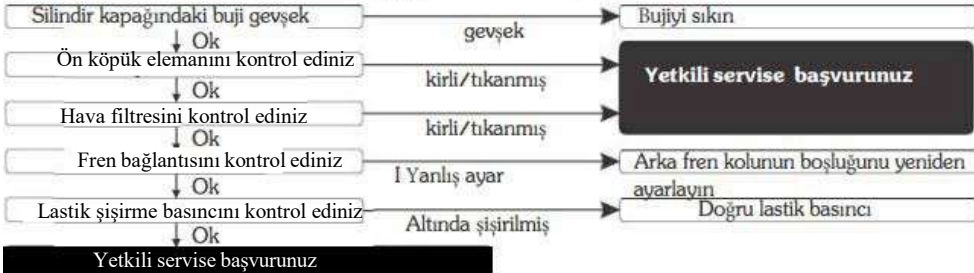 Silindir kapağındaki buji gevşek
gevşek
Bujiyi sıkın
Ok
Ön köpük elemanını kontrol ediniz
kirli/tıkanmış
Yetkili servise başvurunuz
Ok
Hava filtresini kontrol ediniz
kirli/tıkanmış
Ok
Fren bağlantısını kontrol ediniz
I Yanlış ayar
Arka fren kolunun boşluğunu yeniden
ayarlayın
Ok
Lastik şişirme basıncını kontrol ediniz
Altında şişirilmiş
Doğru lastik basıncı
Ok
Yetkili servise başvurunuz